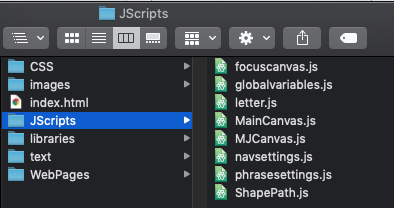 JScripts
CSS
images
index.html
JScripts
libraries
text
WebPages
focuscanvas.js
globalvariables.js
letter.js
MainCanvas.js
MJCanvas.js
navsettings.js
phrasesettings.js
ShapePath.js